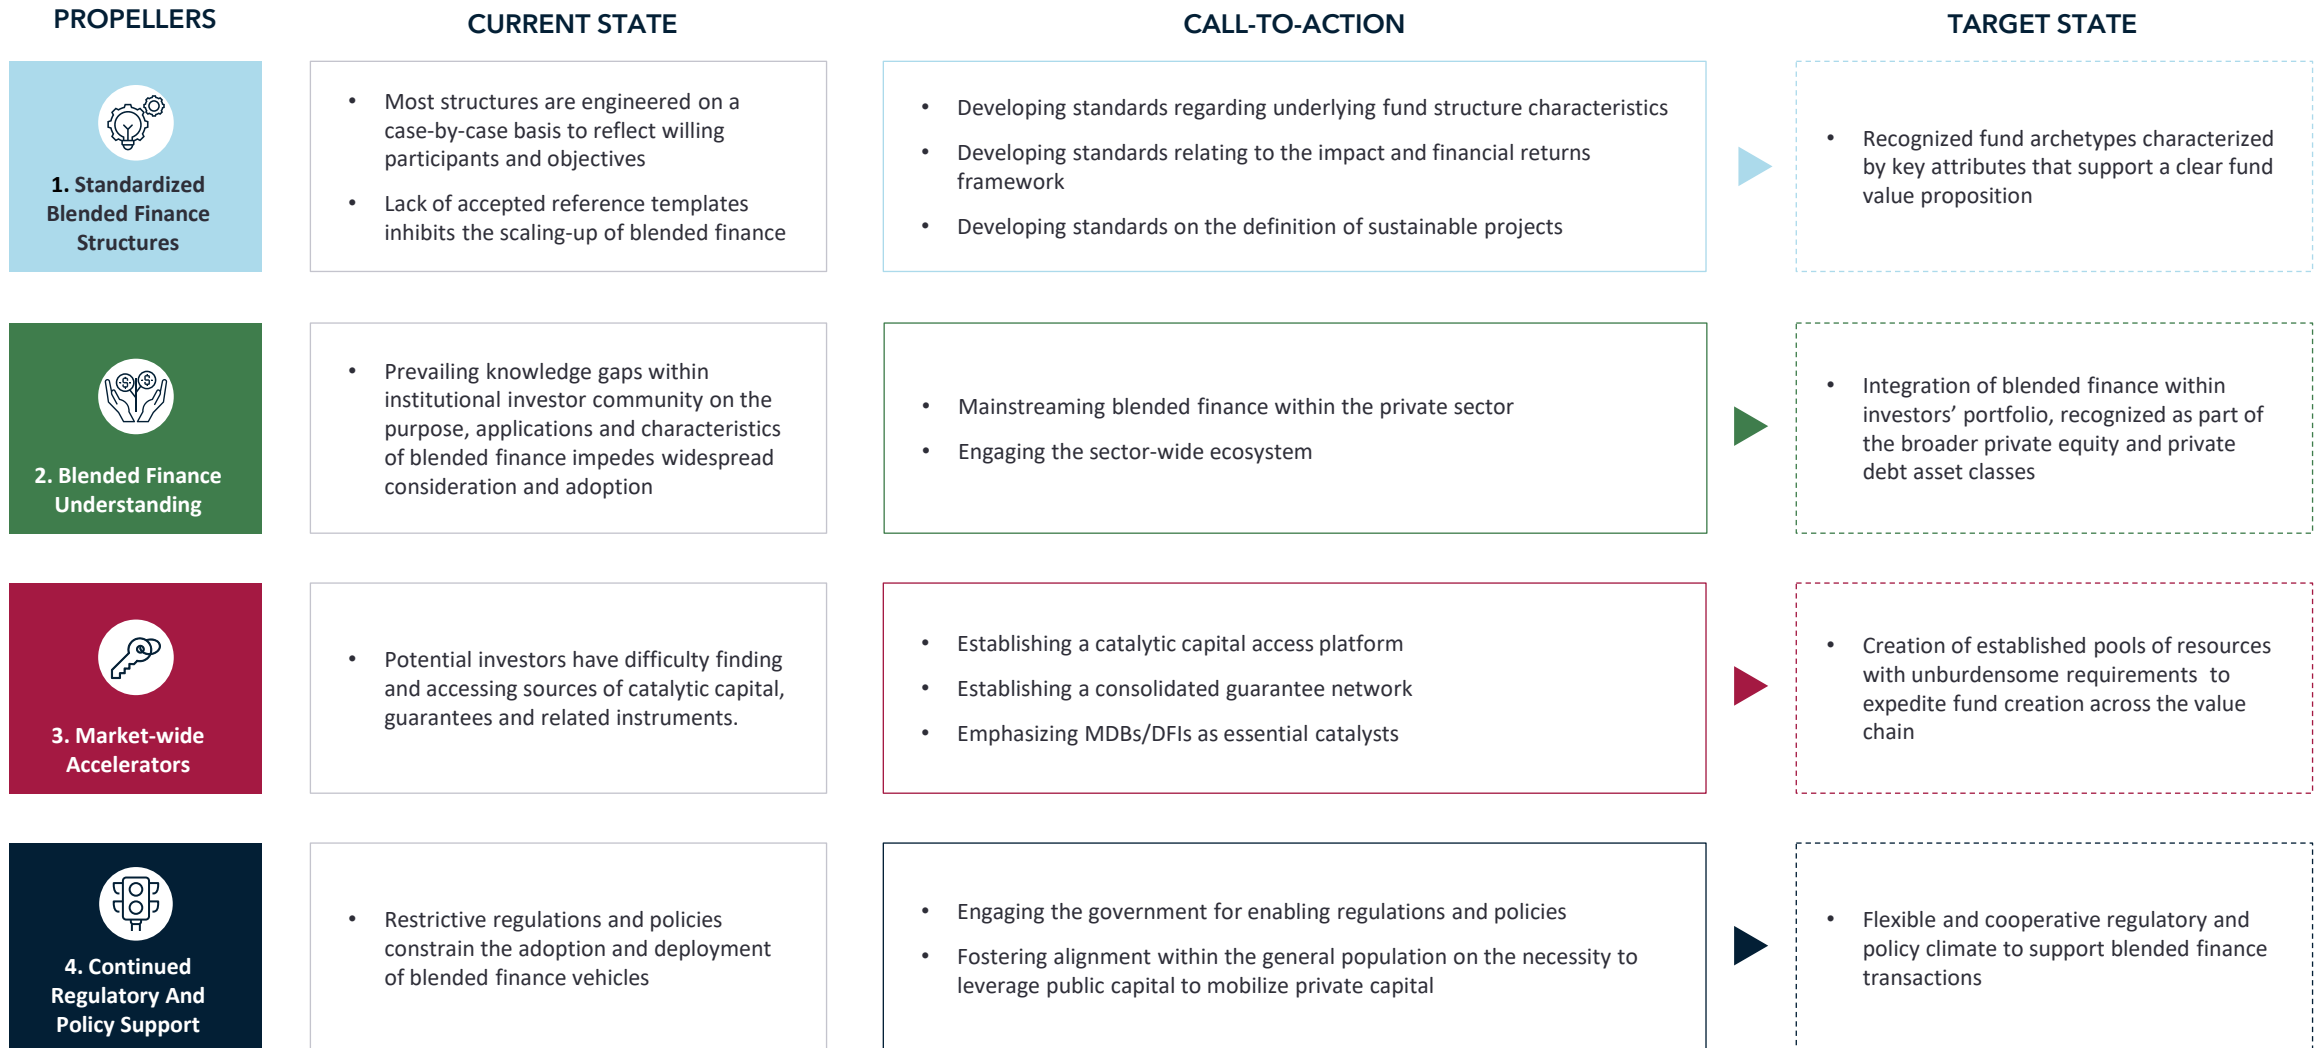 PROPELLERS
CURRENT STATE
CALL-TO-ACTION
TARGET STATE
1. Standardized
Blended Finance
Structures
• Most structures are engineered on a
case-by-case basis to reflect willing
participants and objectives
• Lack of accepted reference templates
inhibits the scaling-up of blended finance
• Developing standards regarding underlying fund structure characteristics
• Developing standards relating to the impact and financial returns
framework
• Developing standards on the definition of sustainable projects
• Recognized fund archetypes characterized
by key attributes that support a clear fund
value proposition
2. Blended Finance
Understanding
• Prevailing knowledge gaps within
institutional investor community on the
purpose, applications and characteristics
of blended finance impedes widespread
consideration and adoption
• Mainstreaming blended finance within the private sector
• Engaging the sector-wide ecosystem
• Integration of blended finance within
investors’ portfolio, recognized as part of
the broader private equity and private
debt asset classes
3. Market-wide
Accelerators
• Potential investors have difficulty finding
and accessing sources of catalytic capital,
guarantees and related instruments.
• Establishing a catalytic capital access platform
• Establishing a consolidated guarantee network
• Emphasizing MDBs/DFIs as essential catalysts
• Creation of established pools of resources
with unburdensome requirements to
expedite fund creation across the value
chain
4. Continued
Regulatory And
Policy Support
• Restrictive regulations and policies
constrain the adoption and deployment
of blended finance vehicles
• Engaging the government for enabling regulations and policies
• Fostering alignment within the general population on the necessity to
leverage public capital to mobilize private capital
• Flexible and cooperative regulatory and
policy climate to support blended finance
transactions